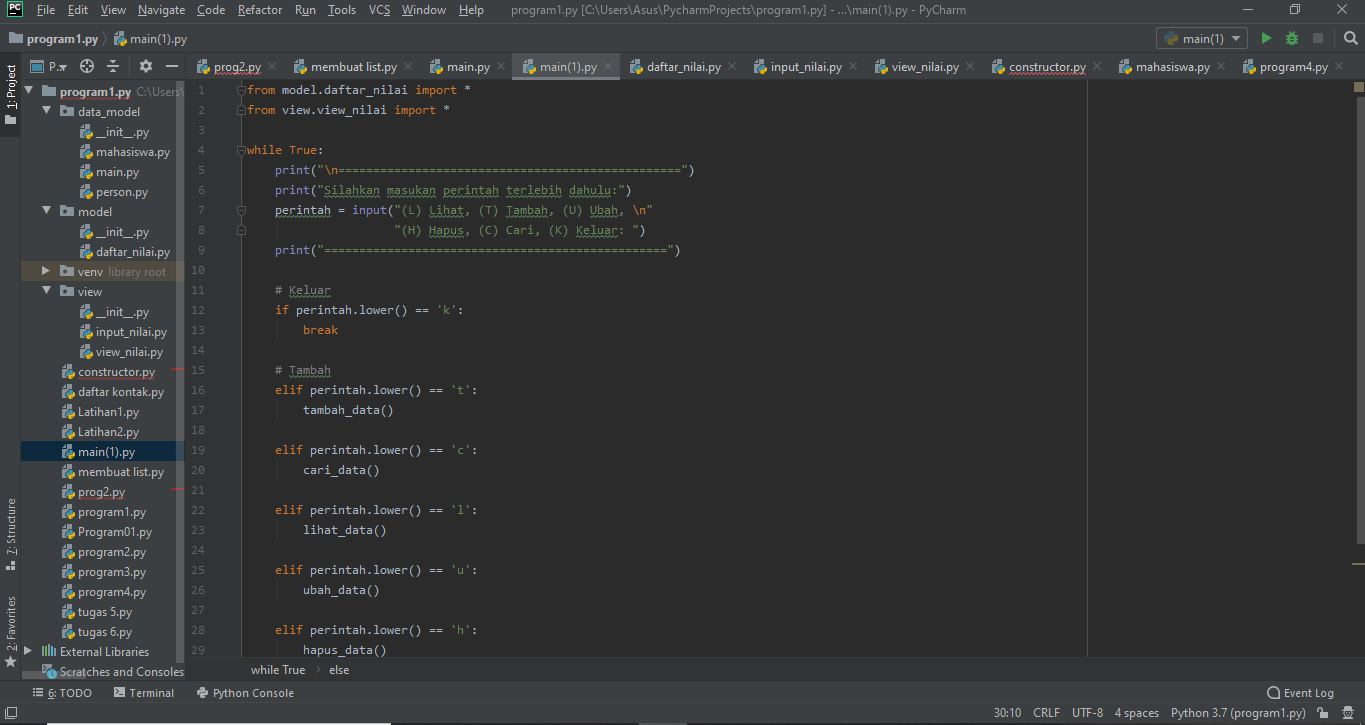 PC File Edit View Navigate Code Refactor Run Tools VCS Window Help program1.py [C:\Users\Asus\PycharmProjects\program1.py] - ...\main(1).py - PyCharm
program1.py main(1).py main(1)
P.. prog2.py membuat list.py main.py main(1).py daftar_nilai.py input_nilai.py view_nilai.py constructor.py mahasiswa.py program4.py
1: Project
program1.py C:\Users\
data_model
__init__.py
mahasiswa.py
main.py
person.py
model
__init__.py
daftar_nilai.py
venv library root
view
__init__.py
input_nilai.py
view_nilai.py
constructor.py
daftar kontak.py
Latihan1.py
Latihan2.py
main(1).py
membuat list.py
prog2.py
program1.py
Program01.py
program2.py
program3.py
program4.py
tugas 5.py
tugas 6.py
External Libraries
Scratches and Consoles
7: Structure
2: Favorites
1 from model.daftar_nilai import *
2 from view.view_nilai import *
3
4 while True:
5     print("\n=================================================")
6     print("Silahkan masukan perintah terlebih dahulu:")
7     perintah = input("(L) Lihat, (T) Tambah, (U) Ubah, \n"
8                      "(H) Hapus, (C) Cari, (K) Keluar: ")
9     print("=================================================")
10
11     # Keluar
12     if perintah.lower() == 'k':
13         break
14
15     # Tambah
16     elif perintah.lower() == 't':
17         tambah_data()
18
19     elif perintah.lower() == 'c':
20         cari_data()
21
22     elif perintah.lower() == 'l':
23         lihat_data()
24
25     elif perintah.lower() == 'u':
26         ubah_data()
27
28     elif perintah.lower() == 'h':
29         hapus_data()
while True else
6: TODO Terminal Python Console Event Log
30:10 CRLF UTF-8 4 spaces Python 3.7 (program1.py)